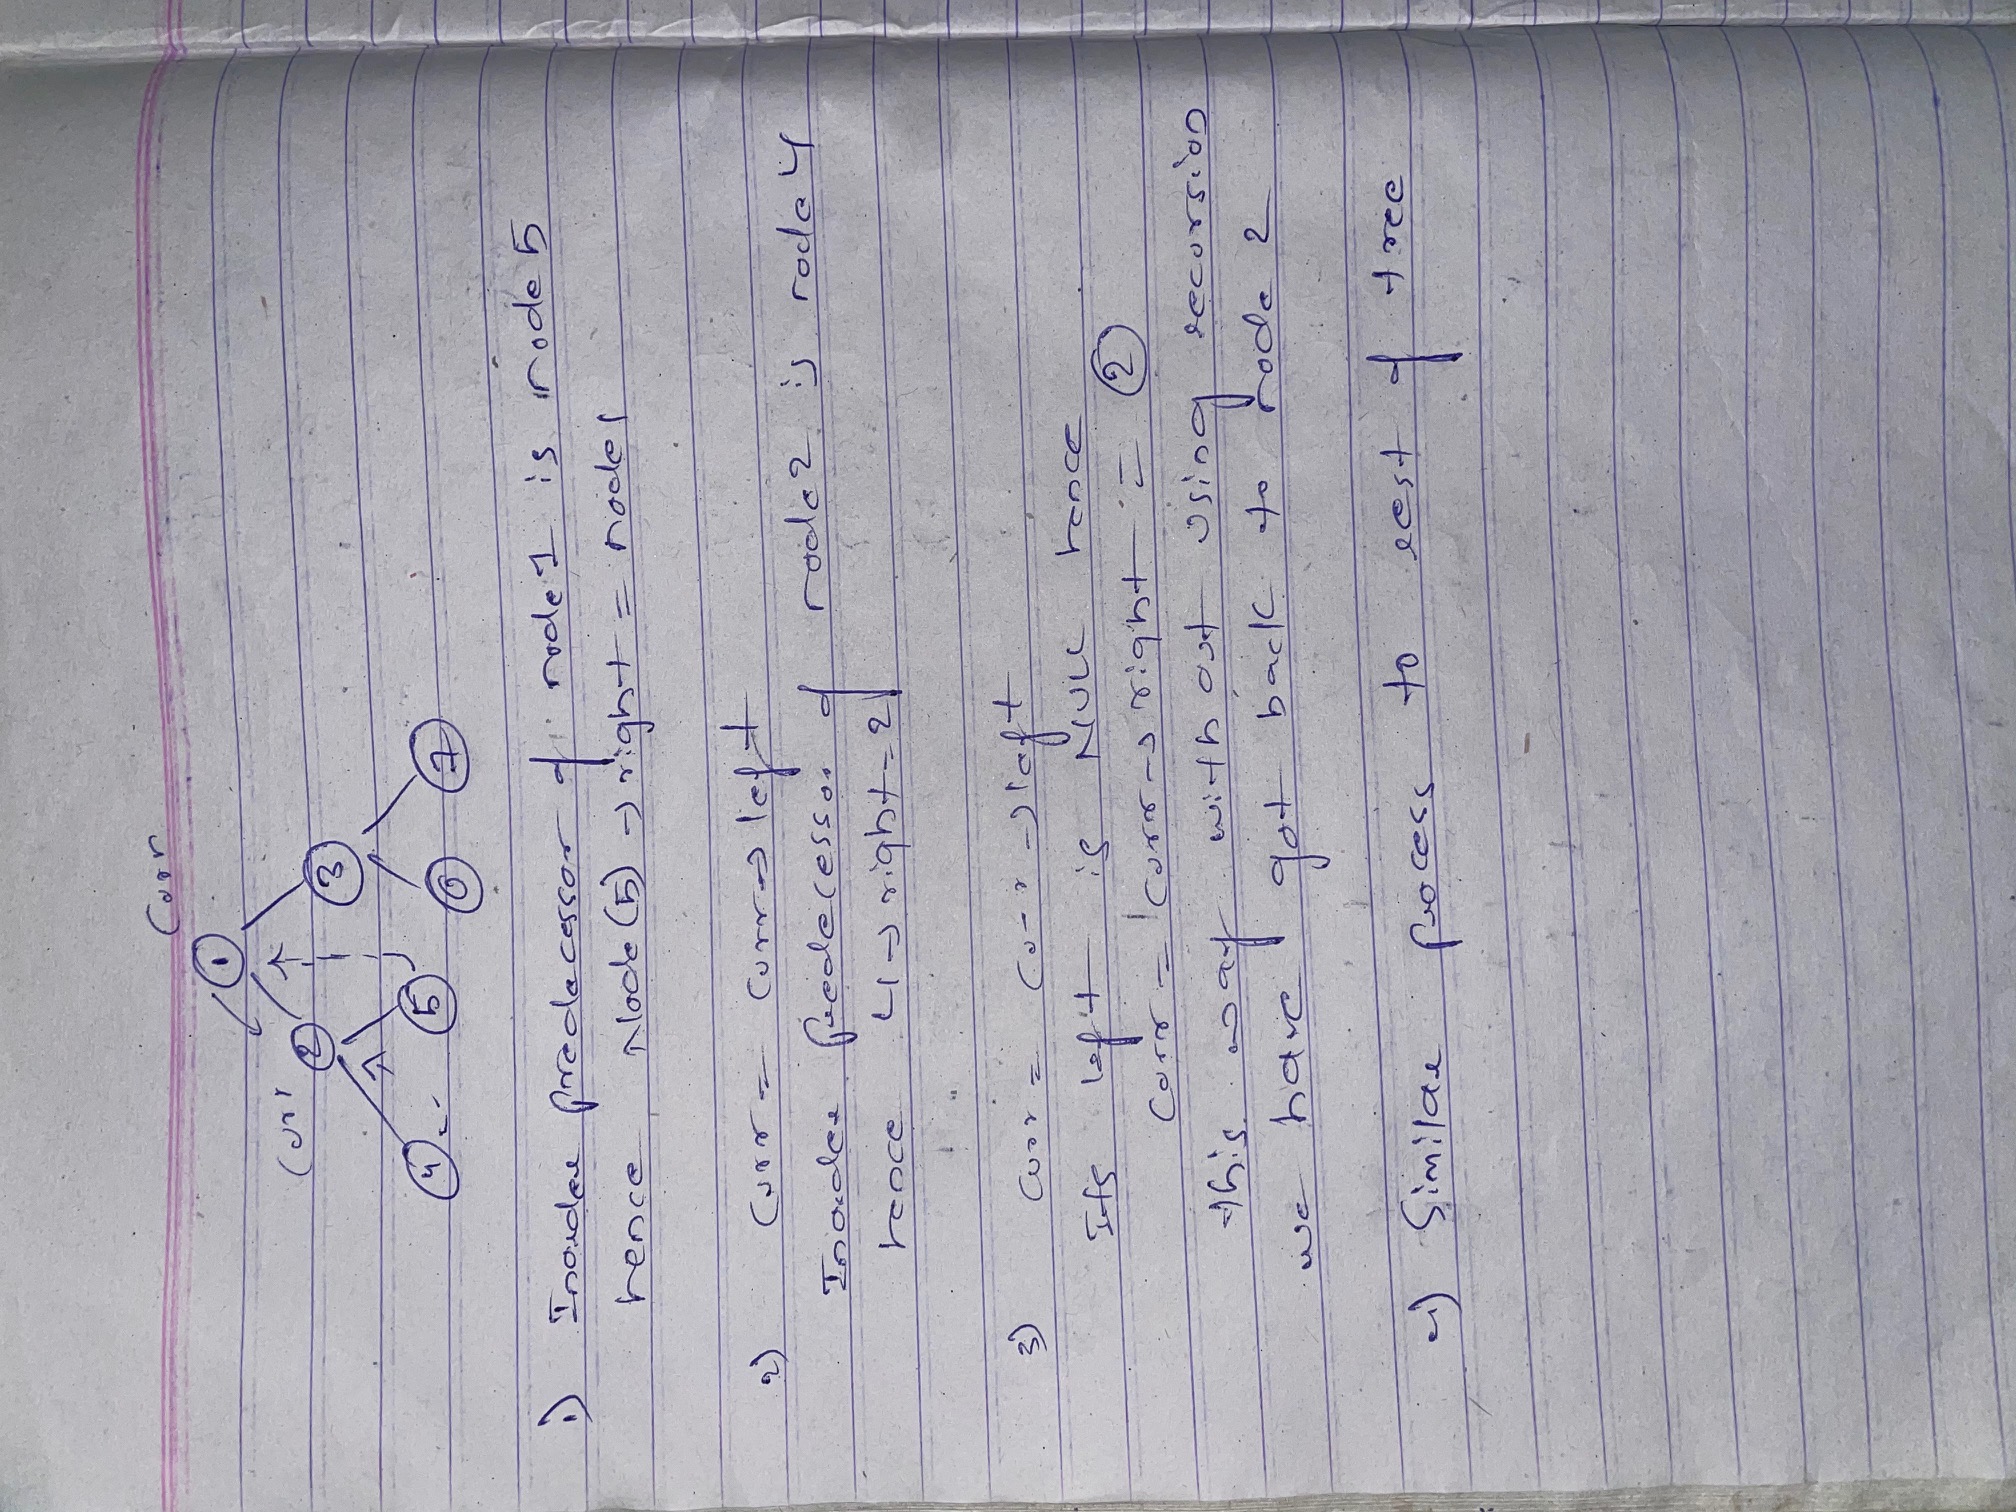 Curr
1
Curr
2
3
4
5
6
7
1) Inorder predecessor of node 1 is node 5
hence Node(5) → right = node 1
2) Curr = Curr → left
Inorder predecessor of node 2 is node 4
hence 4 → right = 2
3) Curr = Curr → left
Its left is NULL hence
Curr = Curr → right = 2
this way with out using recursion
we have got back to node 2
4) Similar process to rest of tree